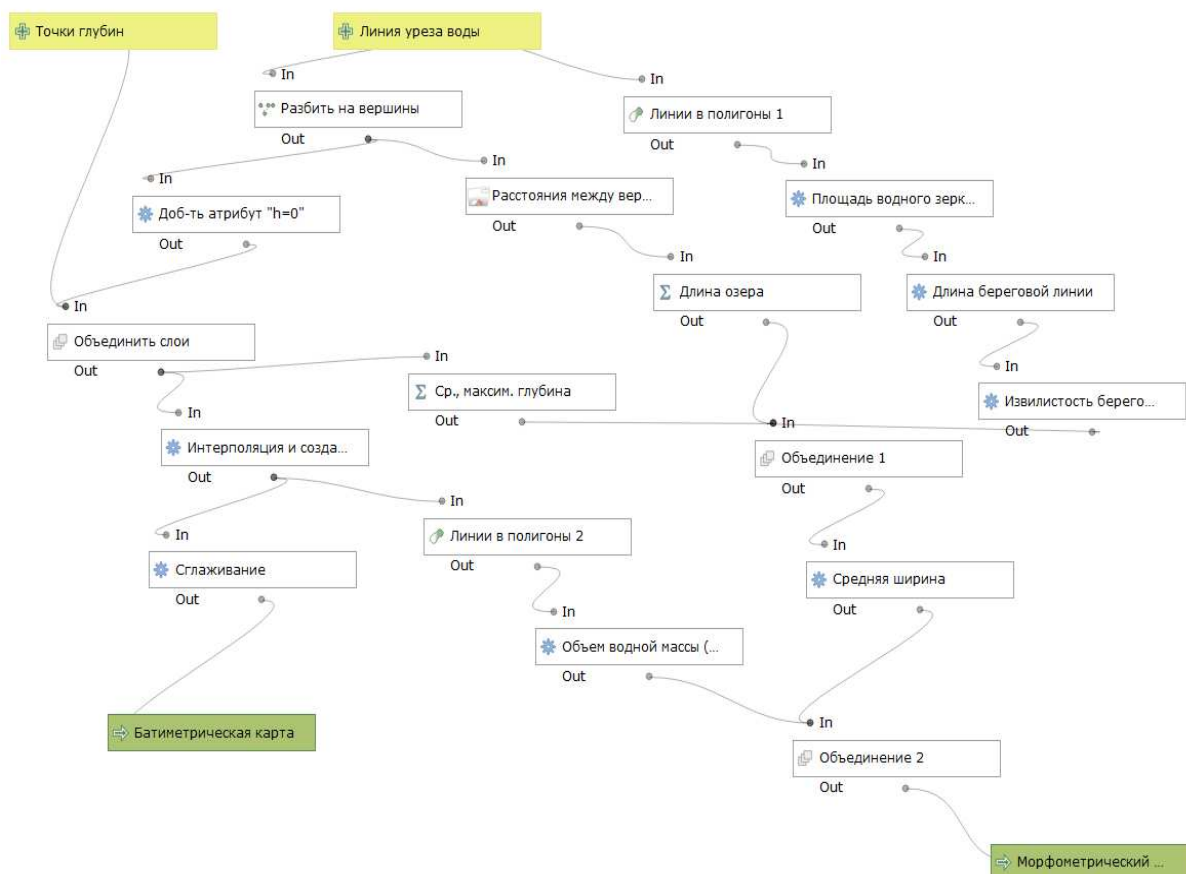 Точки глубин
Линия уреза воды
In
In
Разбить на вершины
Линии в полигоны 1
Out
Out
In
In
In
Доб-ть атрибут "h=0"
Расстояния между вер...
Площадь водного зерк...
Out
Out
Out
In
In
In
Длина озера
Длина береговой линии
Объединить слои
Out
Out
Out
In
In
In
Ср., максим. глубина
Извилистость берего...
Out
In
Out
Интерполяция и созда...
Объединение 1
Out
Out
In
In
Линии в полигоны 2
In
Сглаживание
Out
Средняя ширина
Out
In
Out
Объем водной массы (...
Out
In
Батиметрическая карта
Объединение 2
Out
Морфометрический ...